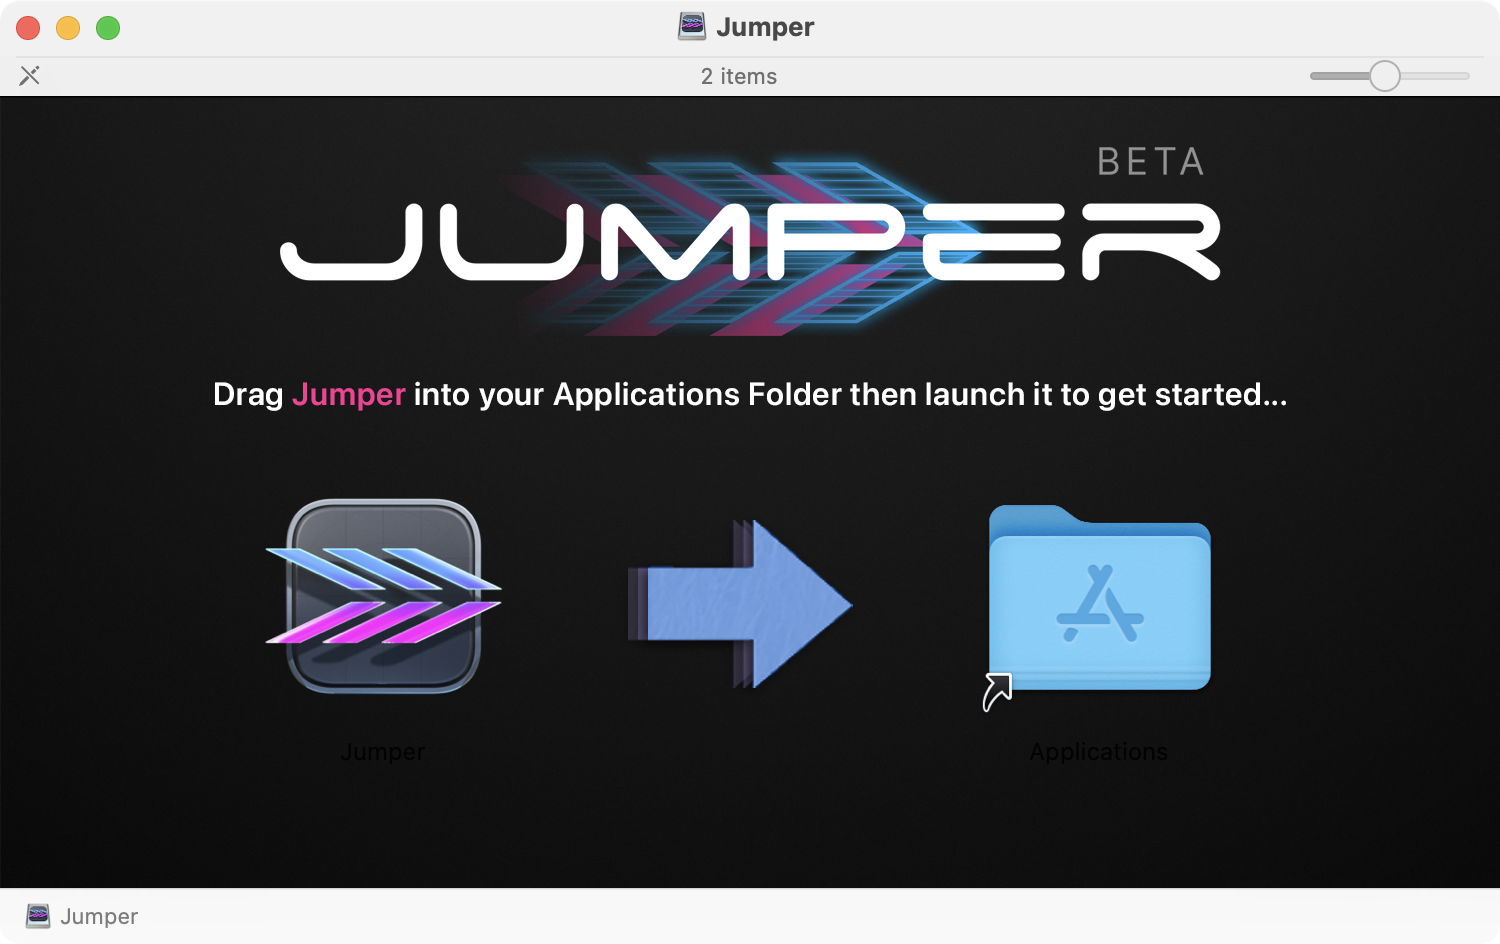 Jumper
2 items
BETA
JUMPER
Drag Jumper into your Applications Folder then launch it to get started...
Jumper
Applications
Jumper